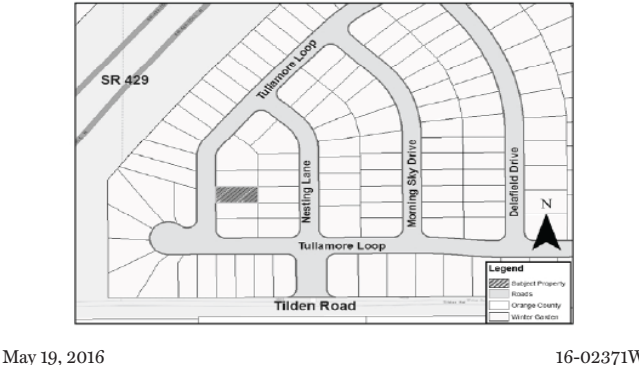 SR 429
Tullamore Loop
Nesting Lane
Morning Sky Drive
Delafield Drive
N
Tullamore Loop
Tilden Road
Legend
Subject Property
Roads
Orange County
Winter Garden
May 19, 2016
16-02371W